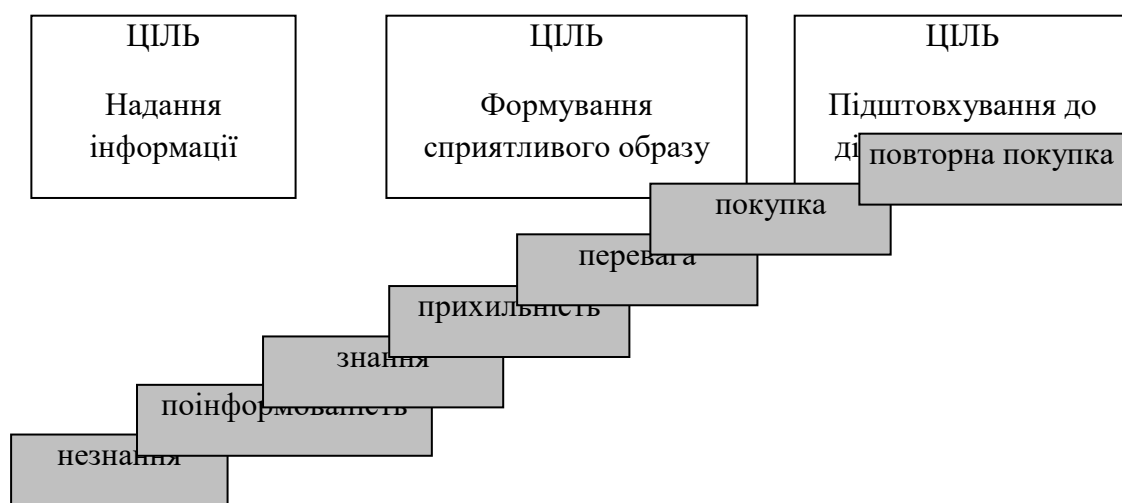 ЦІЛЬ
Надання
інформації
ЦІЛЬ
Формування
сприятливого образу
ЦІЛЬ
Підштовхування до
повторна покупка
покупка
перевага
прихильність
знання
поінформованість
незнання